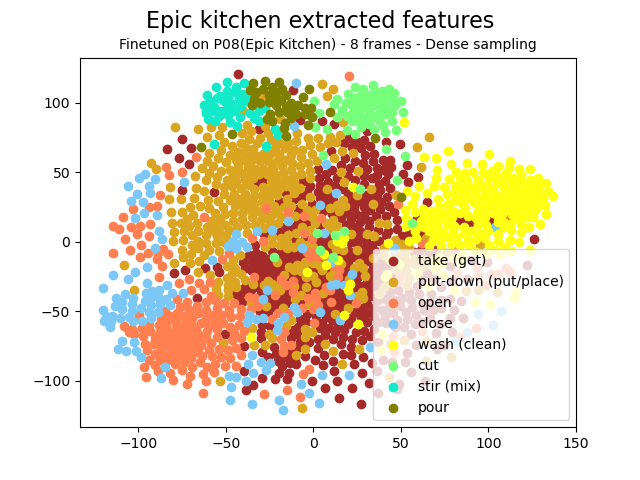 Epic kitchen extracted features
Finetuned on P08(Epic Kitchen) - 8 frames - Dense sampling
100
50
0
−50
−100
take (get)
put-down (put/place)
open
close
wash (clean)
cut
stir (mix)
pour
−100 −50 0 50 100 150